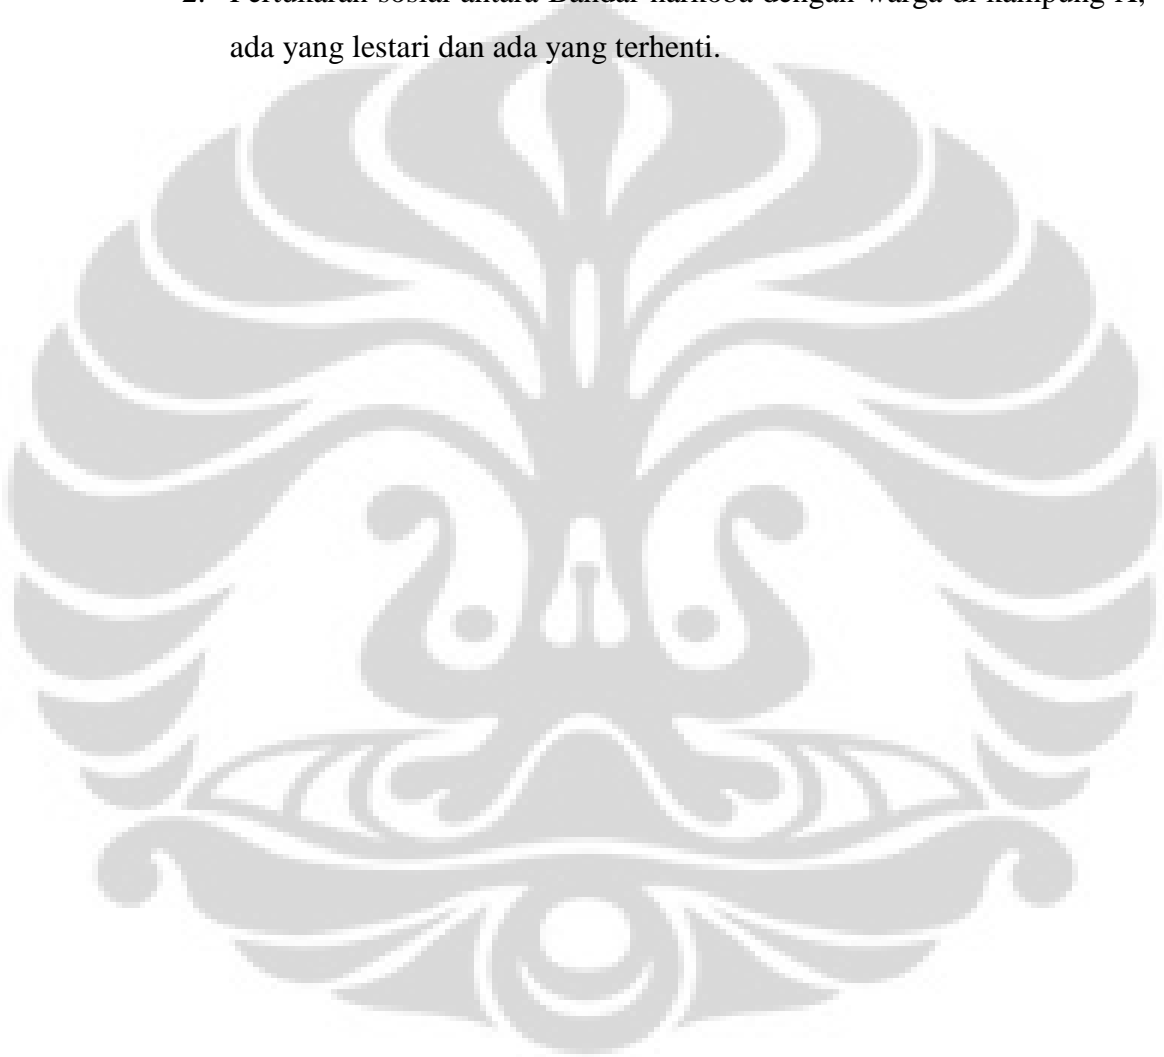 2. Pertukaran sosial antara Bandar narkoba dengan warga di kampung A,
ada yang lestari dan ada yang terhenti.